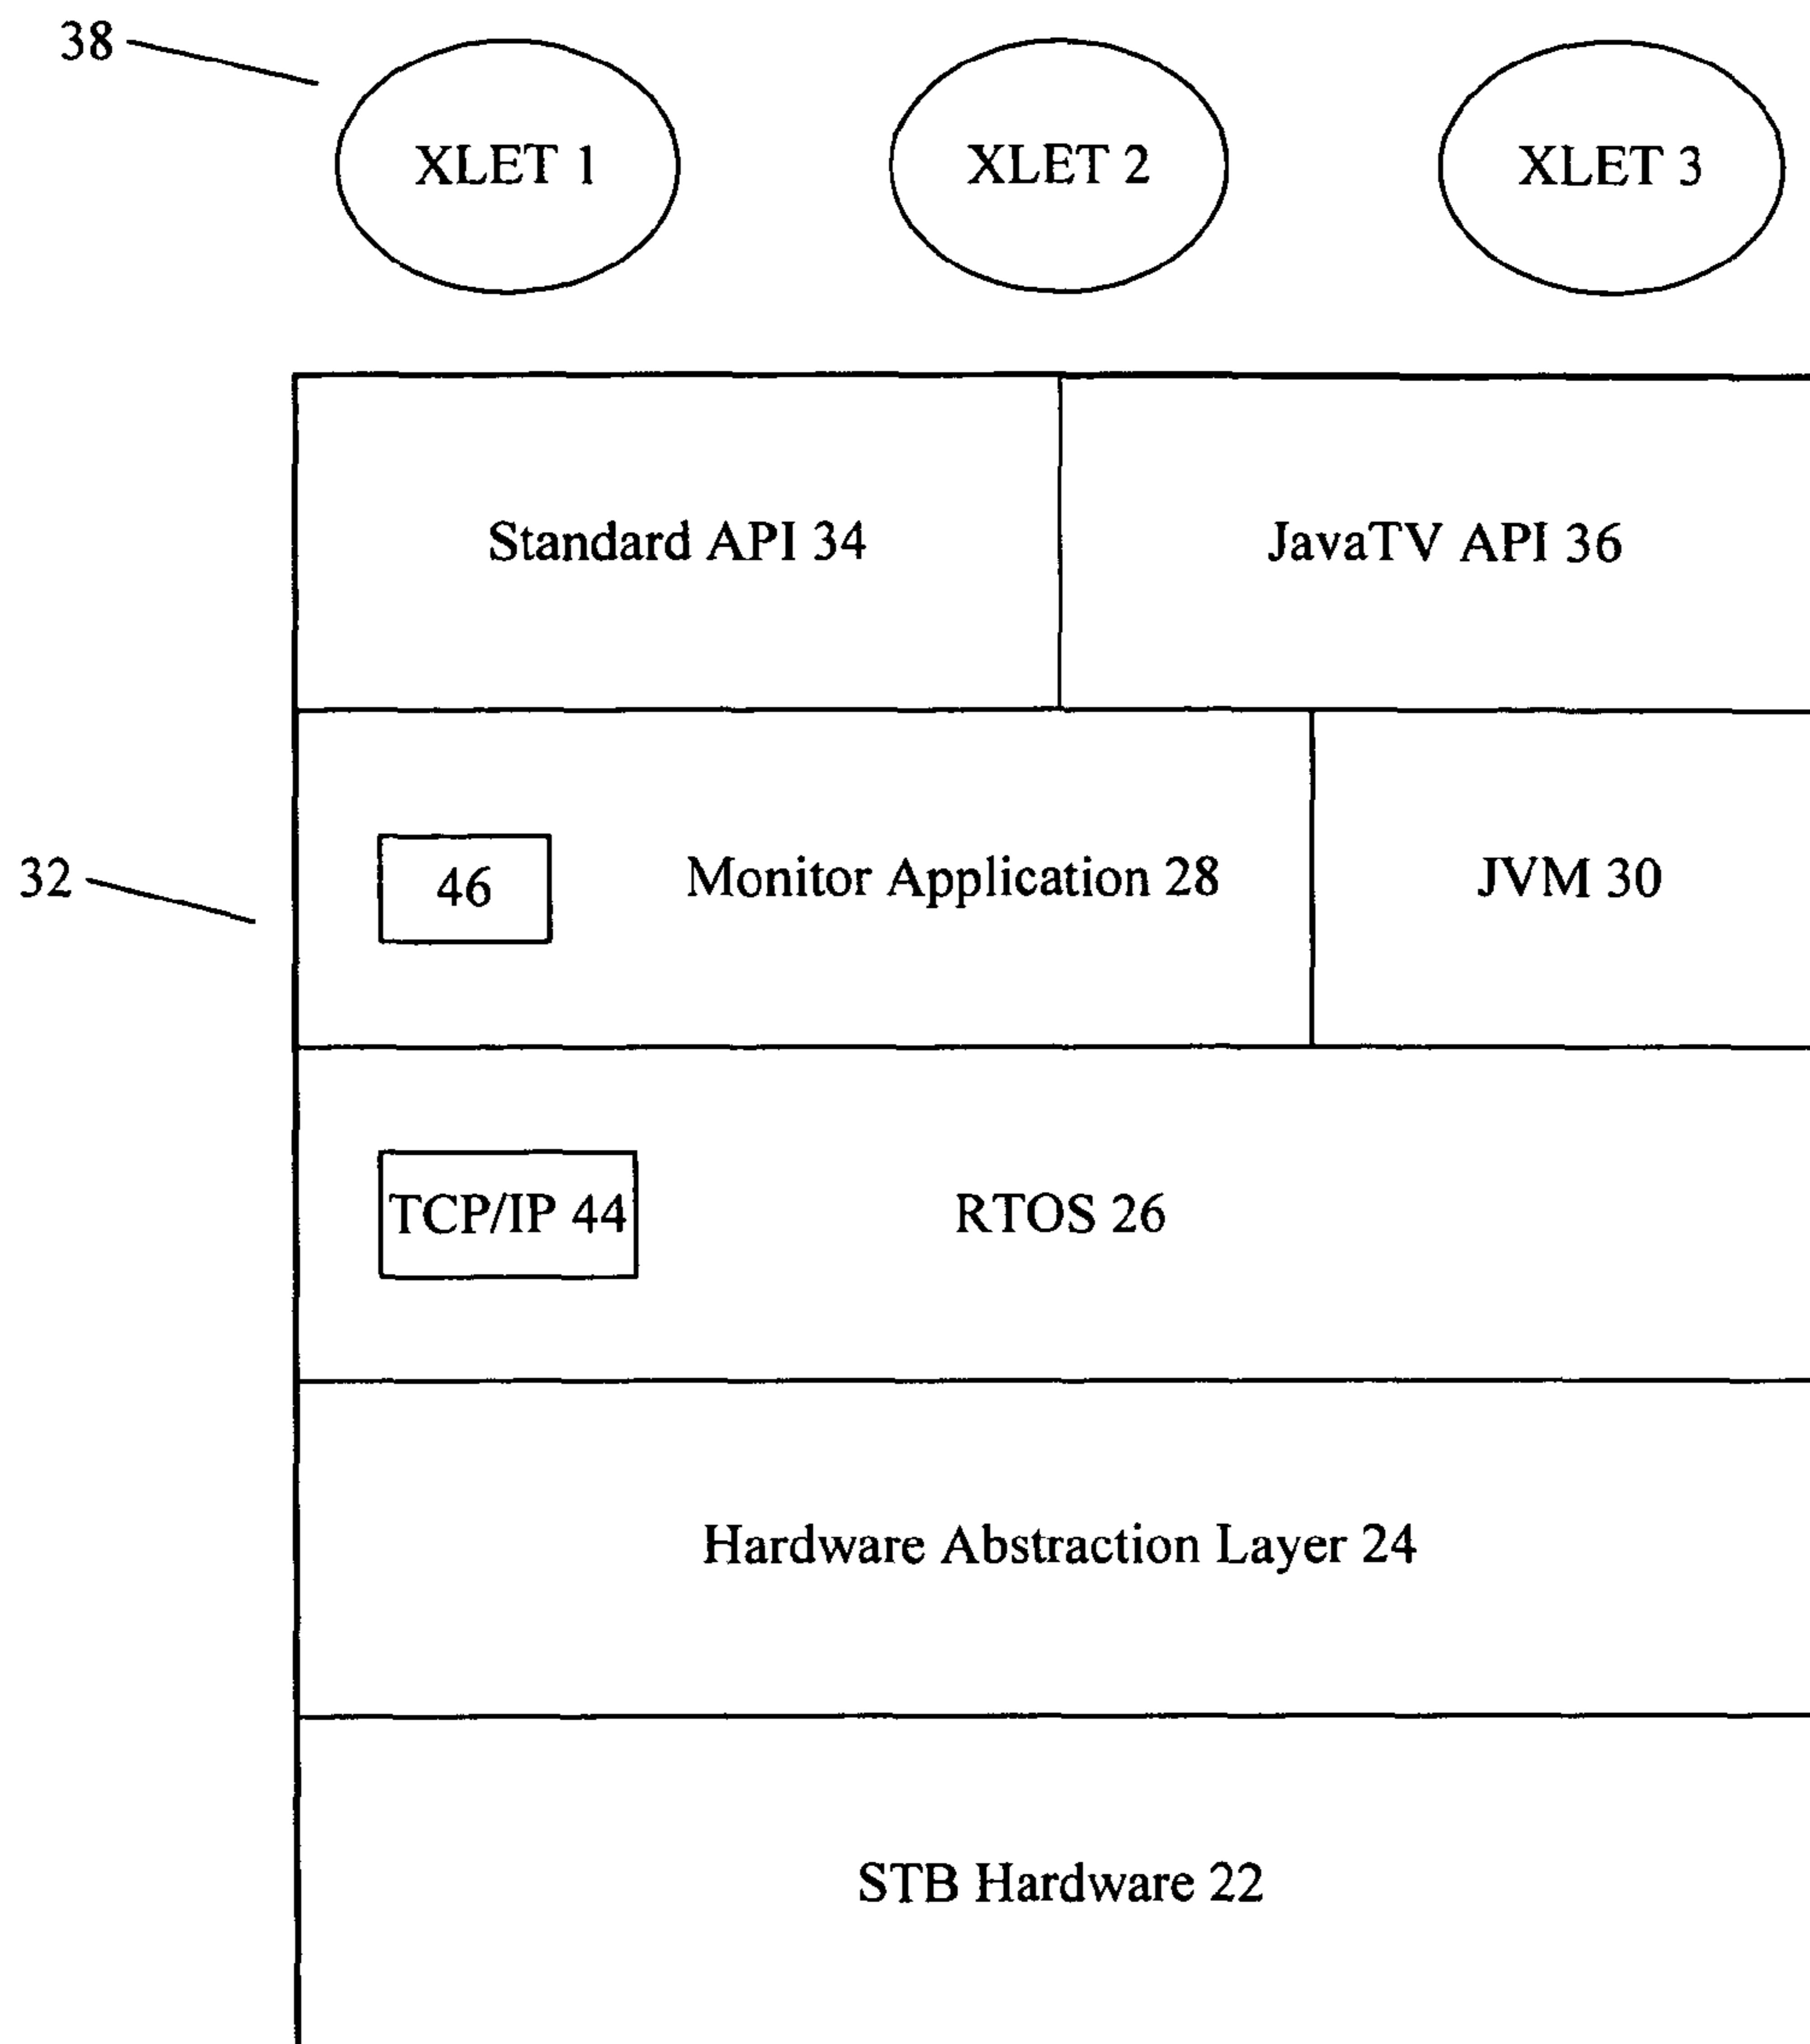 38
XLET 1
XLET 2
XLET 3
Standard API 34
JavaTV API 36
32
46
Monitor Application 28
JVM 30
TCP/IP 44
RTOS 26
Hardware Abstraction Layer 24
STB Hardware 22